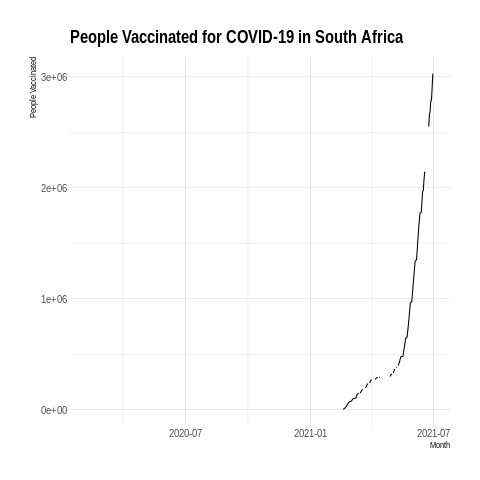 People Vaccinated for COVID-19 in South Africa
People Vaccinated
3e+06
2e+06
1e+06
0e+00
2020-07 2021-01 2021-07
Month